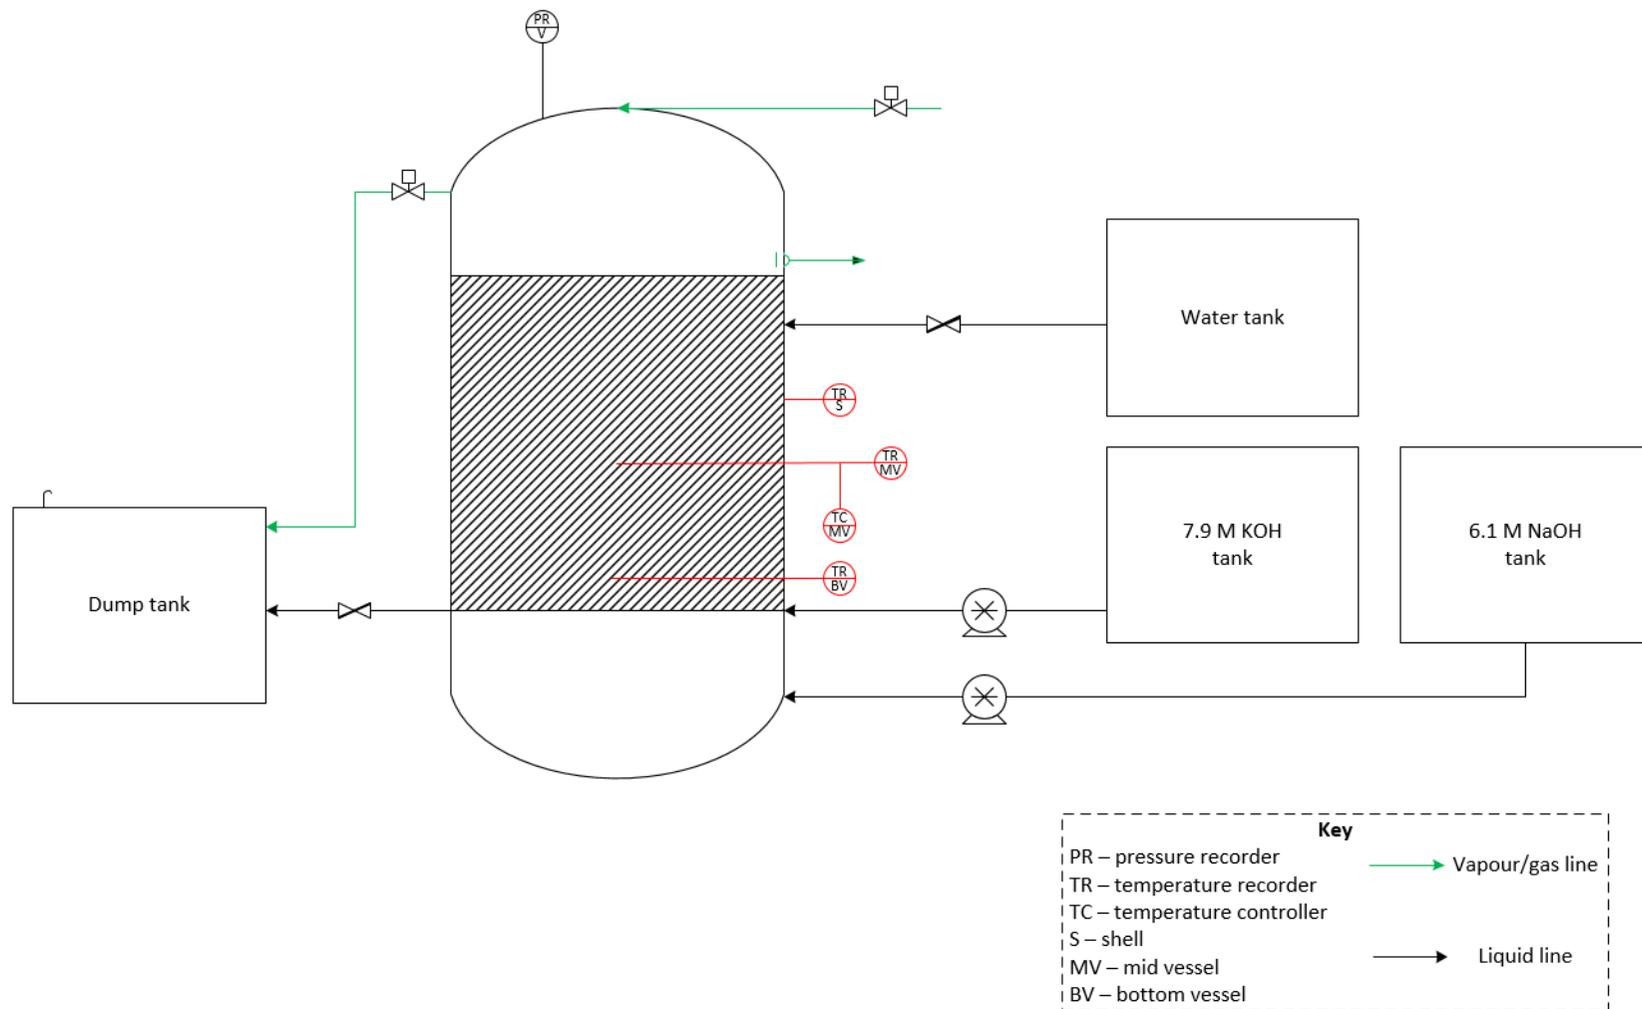 PR
V
Water tank
TR
S
TR
MV
7.9 M KOH
tank
6.1 M NaOH
tank
TC
MV
TR
BV
Dump tank
Key
PR – pressure recorder
Vapour/gas line
TR – temperature recorder
TC – temperature controller
S – shell
Liquid line
MV – mid vessel
BV – bottom vessel